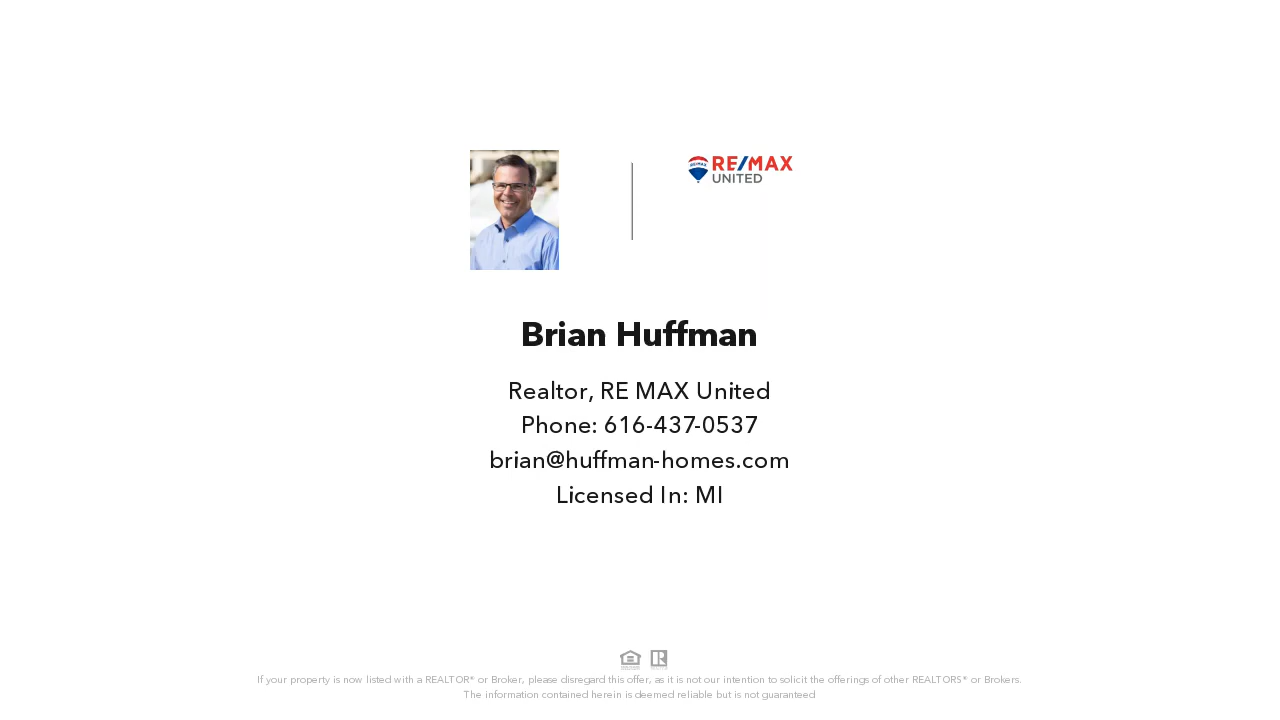 RE/MAX
UNITED
Brian Huffman
Realtor, RE MAX United
Phone: 616-437-0537
brian@huffman-homes.com
Licensed In: MI
If your property is now listed with a REALTOR® or Broker, please disregard this offer, as it is not our intention to solicit the offerings of other REALTORS® or Brokers.
The information contained herein is deemed reliable but is not guaranteed